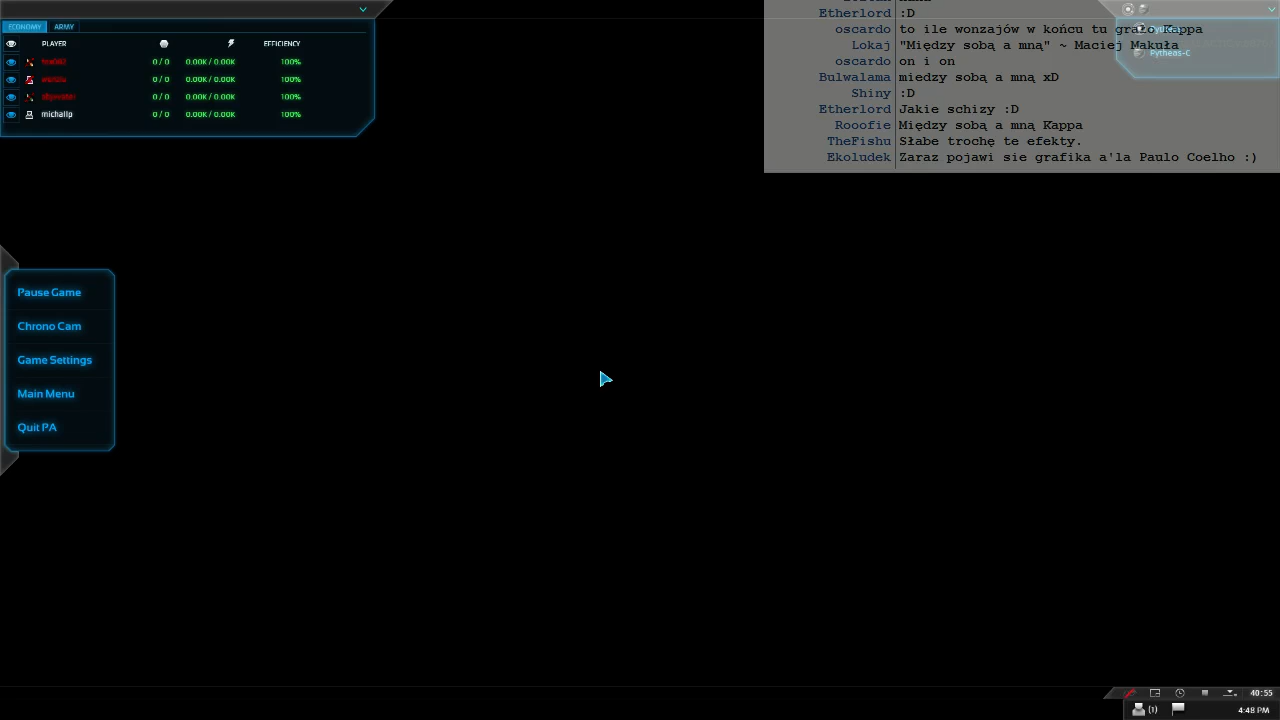 ECONOMY ARMY
PLAYER EFFICIENCY
0 / 0 0.00K / 0.00K 100%
0 / 0 0.00K / 0.00K 100%
0 / 0 0.00K / 0.00K 100%
michallp 0 / 0 0.00K / 0.00K 100%
Etherlord :D
oscardo to ile wonzajów w końcu tu grało Kappa
Lokaj "Między sobą a mną" ~ Maciej Makuła
oscardo on i on
Bulwalama miedzy sobą a mną xD
Shiny :D
Etherlord Jakie schizy :D
Rooofie Między sobą a mną Kappa
TheFishu Słabe trochę te efekty.
Ekoludek Zaraz pojawi sie grafika a'la Paulo Coelho :)
Pytheas-C
Pause Game
Chrono Cam
Game Settings
Main Menu
Quit PA
40:55
(1) 4:48 PM